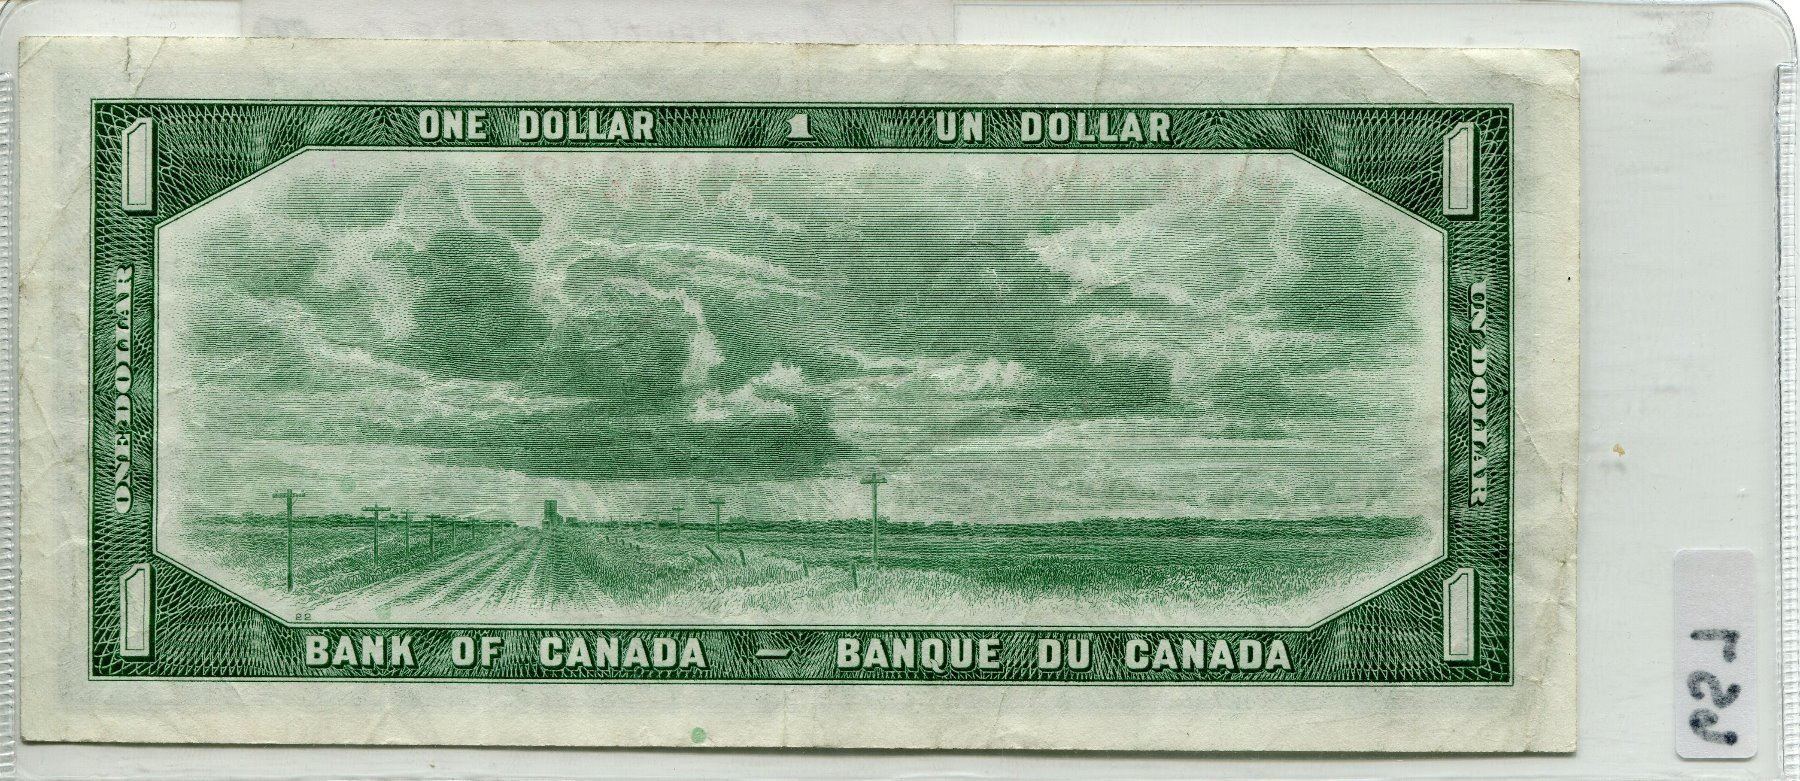 ONE DOLLAR 1 UN DOLLAR
1
1
ONE DOLLAR
UN DOLLAR
1
1
22
BANK OF CANADA - BANQUE DU CANADA